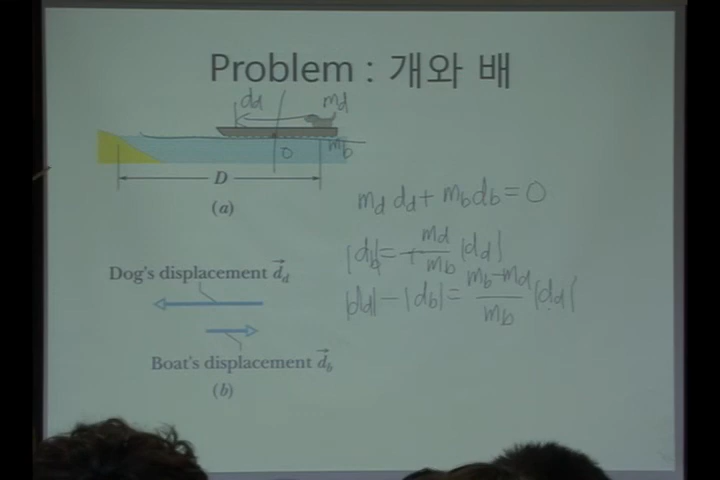 Problem : 개와 배
dd md
mb
O
D
(a)
md dd + mb db = 0
|db| = + md/mb |dd|
|dd| - |db| = mb - md/mb |dd|
Dog's displacement d⃗d
Boat's displacement d⃗b
(b)